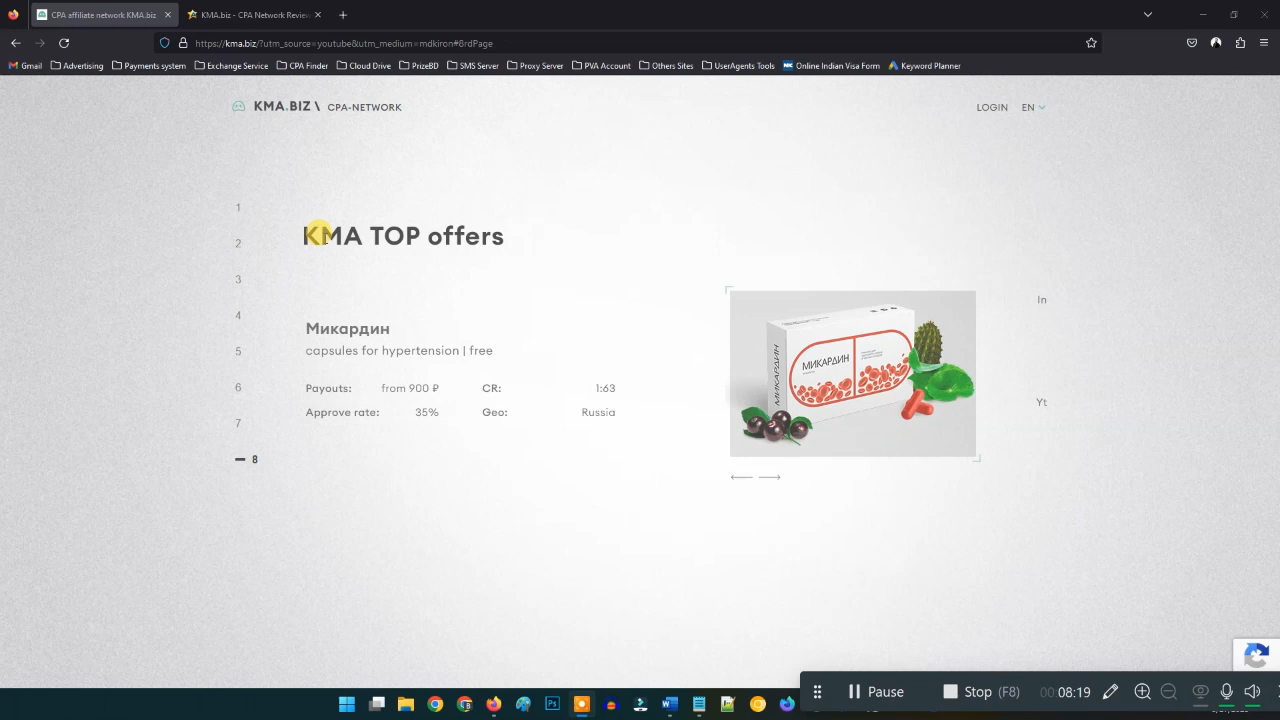 CPA affiliate network KMA.biz
KMA.biz - CPA Network Review
https://kma.biz/?utm_source=youtube&utm_medium=mdkiron#8rdPage
Gmail Advertising Payments system Exchange Service CPA Finder Cloud Drive PrizeBD SMS Server Proxy Server PVA Account Others Sites UserAgents Tools Online Indian Visa Form Keyword Planner
KMA.BIZ \ CPA-NETWORK
LOGIN EN
1
2
3
4
5
6
7
8
KMA TOP offers
Микардин
capsules for hypertension | free
Payouts: from 900 ₽ CR: 1:63
Approve rate: 35% Geo: Russia
МИКАРДИН
МИКАРДИН
In
Yt
Pause Stop (F8) 00:08:19